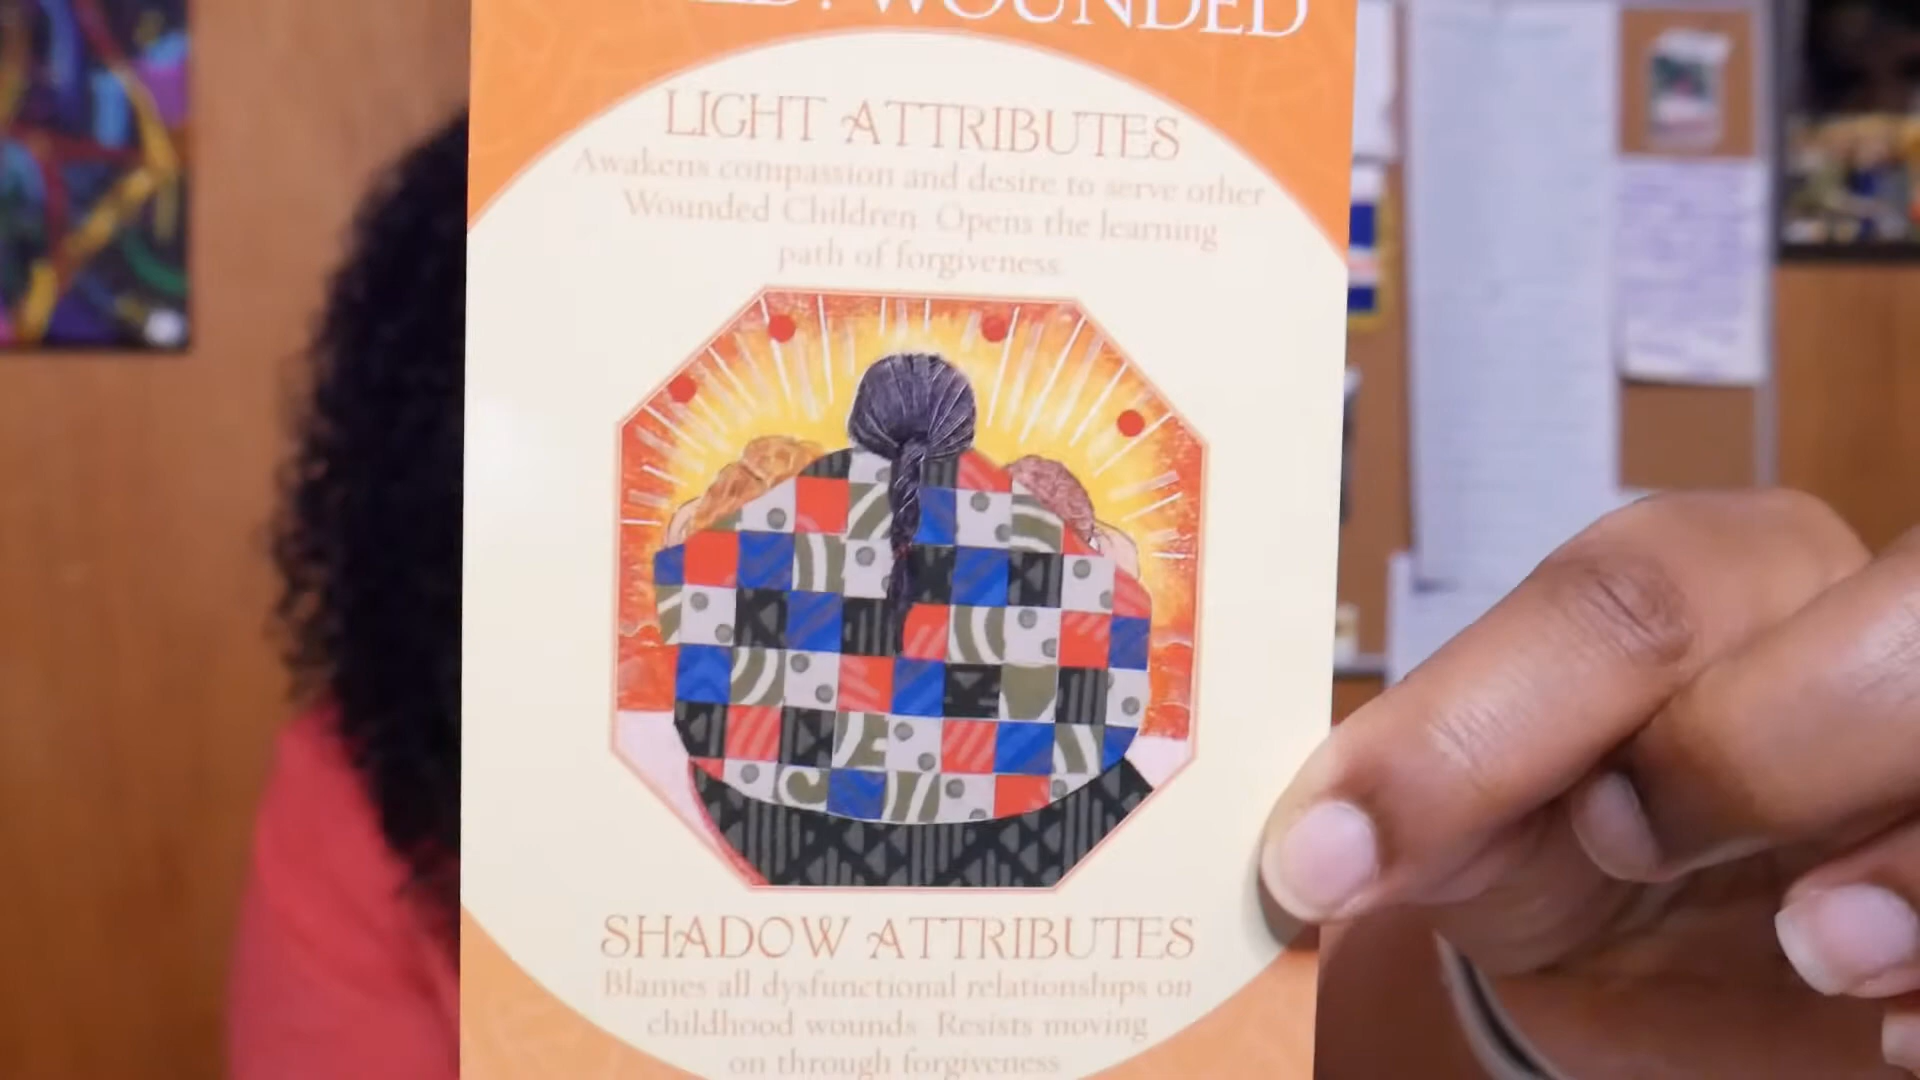 WOUNDED
LIGHT ATTRIBUTES
Awakens compassion and desire to serve other
Wounded Children. Opens the learning
path of forgiveness.
SHADOW ATTRIBUTES
Blames all dysfunctional relationships on
childhood wounds. Resists moving
on through forgiveness